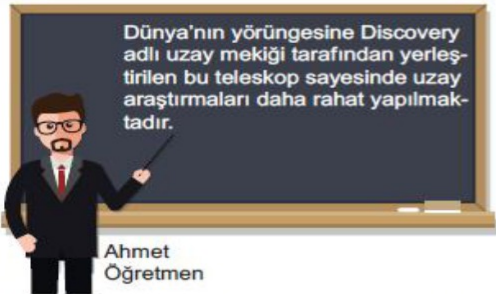 Dünya'nın yörüngesine Discovery
adlı uzay mekiği tarafından yerleş-
tirilen bu teleskop sayesinde uzay
araştırmaları daha rahat yapılmak-
tadır.
Ahmet
Öğretmen